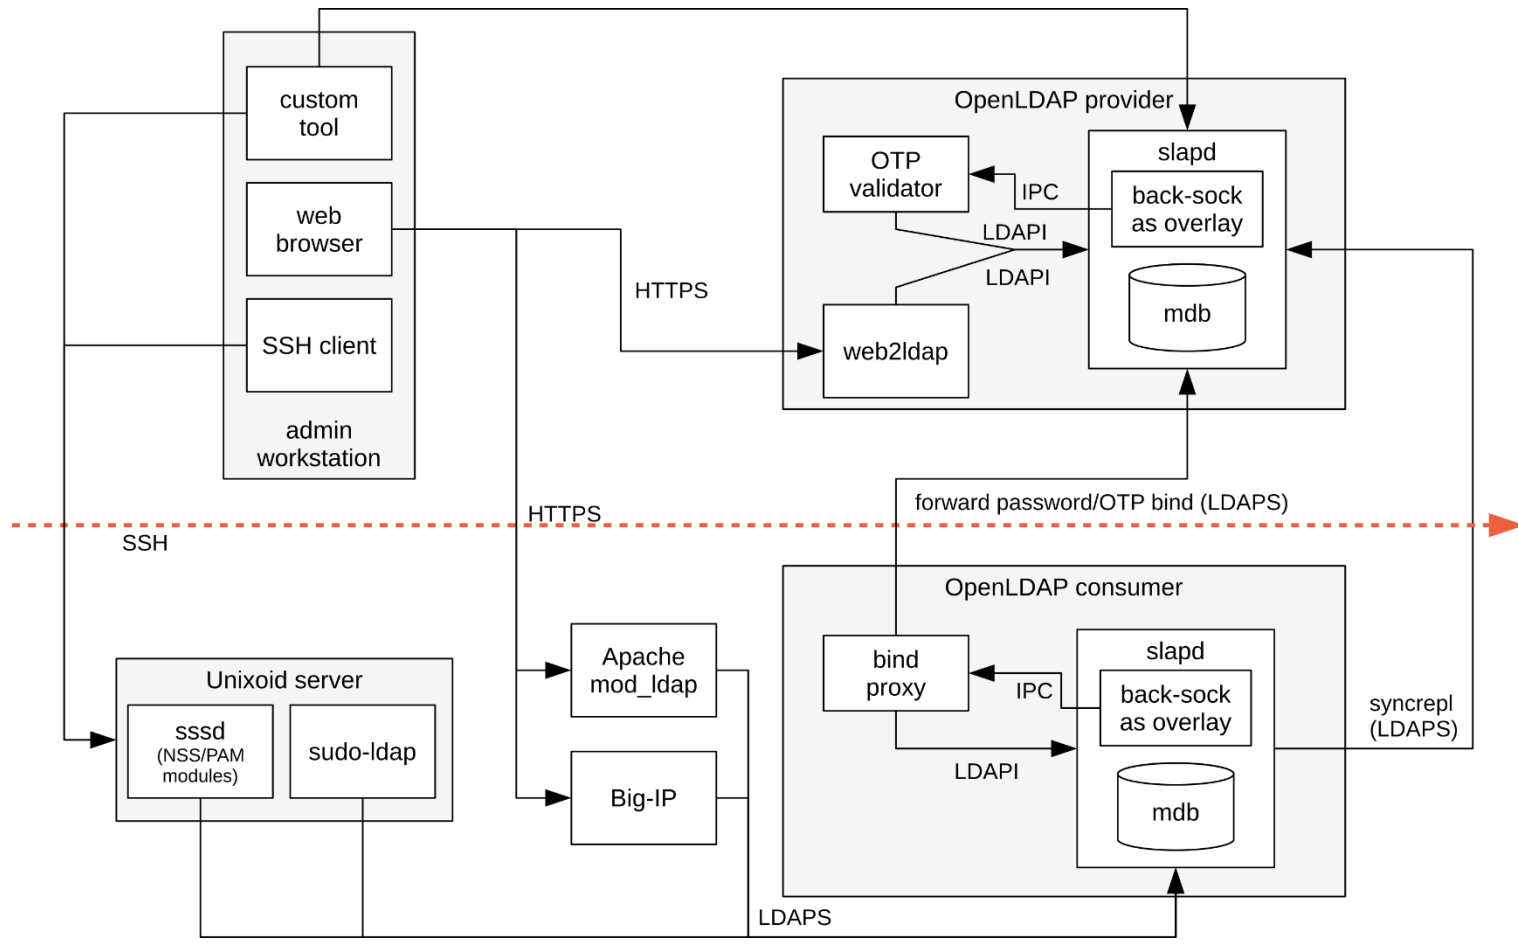 custom
tool
web
browser
SSH client
admin
workstation
OpenLDAP provider
OTP
validator
IPC
slapd
back-sock
as overlay
LDAPI
LDAPI
mdb
HTTPS
web2ldap
forward password/OTP bind (LDAPS)
HTTPS
SSH
OpenLDAP consumer
Unixoid server
sssd
(NSS/PAM
modules)
sudo-ldap
Apache
mod_ldap
Big-IP
bind
proxy
IPC
slapd
back-sock
as overlay
LDAPI
mdb
syncrepl
(LDAPS)
LDAPS